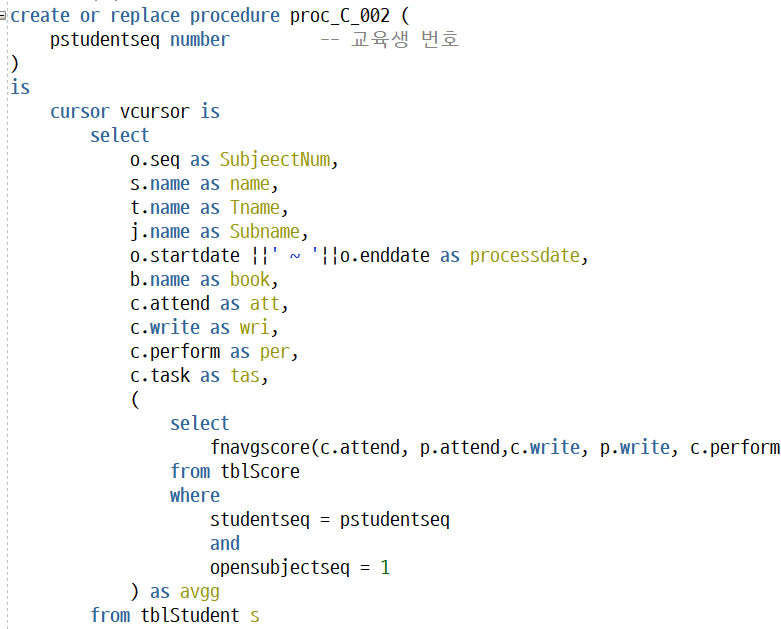 create or replace procedure proc_C_002 (
    pstudentseq number         -- 교육생 번호
)
is
    cursor vcursor is
        select
            o.seq as SubjeectNum,
            s.name as name,
            t.name as Tname,
            j.name as Subname,
            o.startdate ||' ~ '||o.enddate as processdate,
            b.name as book,
            c.attend as att,
            c.write as wri,
            c.perform as per,
            c.task as tas,
            (
                select
                    fnavgscore(c.attend, p.attend,c.write, p.write, c.perform
                from tblScore
                where
                    studentseq = pstudentseq
                    and
                    opensubjectseq = 1
            ) as avgg
        from tblStudent s